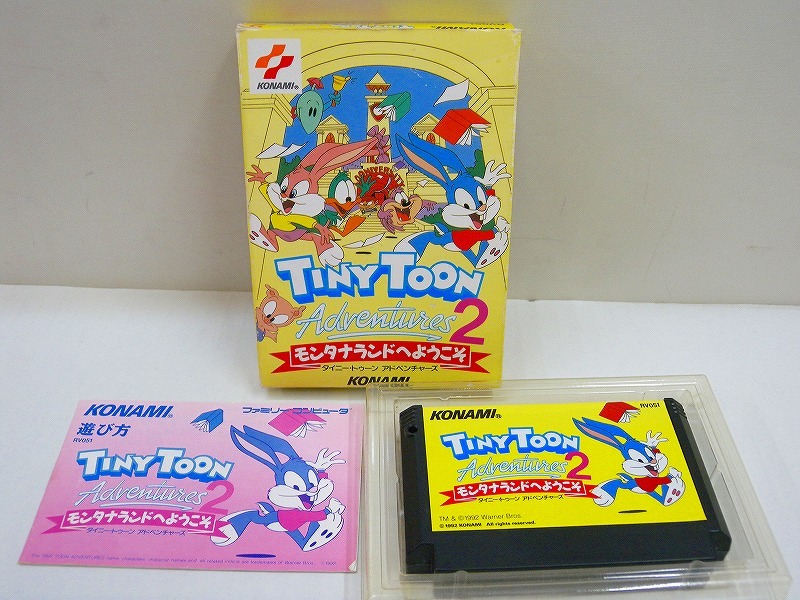 KONAMI®
UNIVERSITY
TINY TOON
Adventures 2
モンタナランドへようこそ
タイニー・トゥーン アドベンチャーズ
KONAMI
KONAMI®
ファミリーコンピュータ
遊び方
RV051
TINY TOON
Adventures 2
モンタナランドへようこそ
タイニー・トゥーン アドベンチャーズ
KONAMI®
RV051
TINY TOON
Adventures 2
モンタナランドへようこそ
タイニー・トゥーン アドベンチャーズ
TM & ©1992 Warner Bros.
©1992 KONAMI All rights reserved.